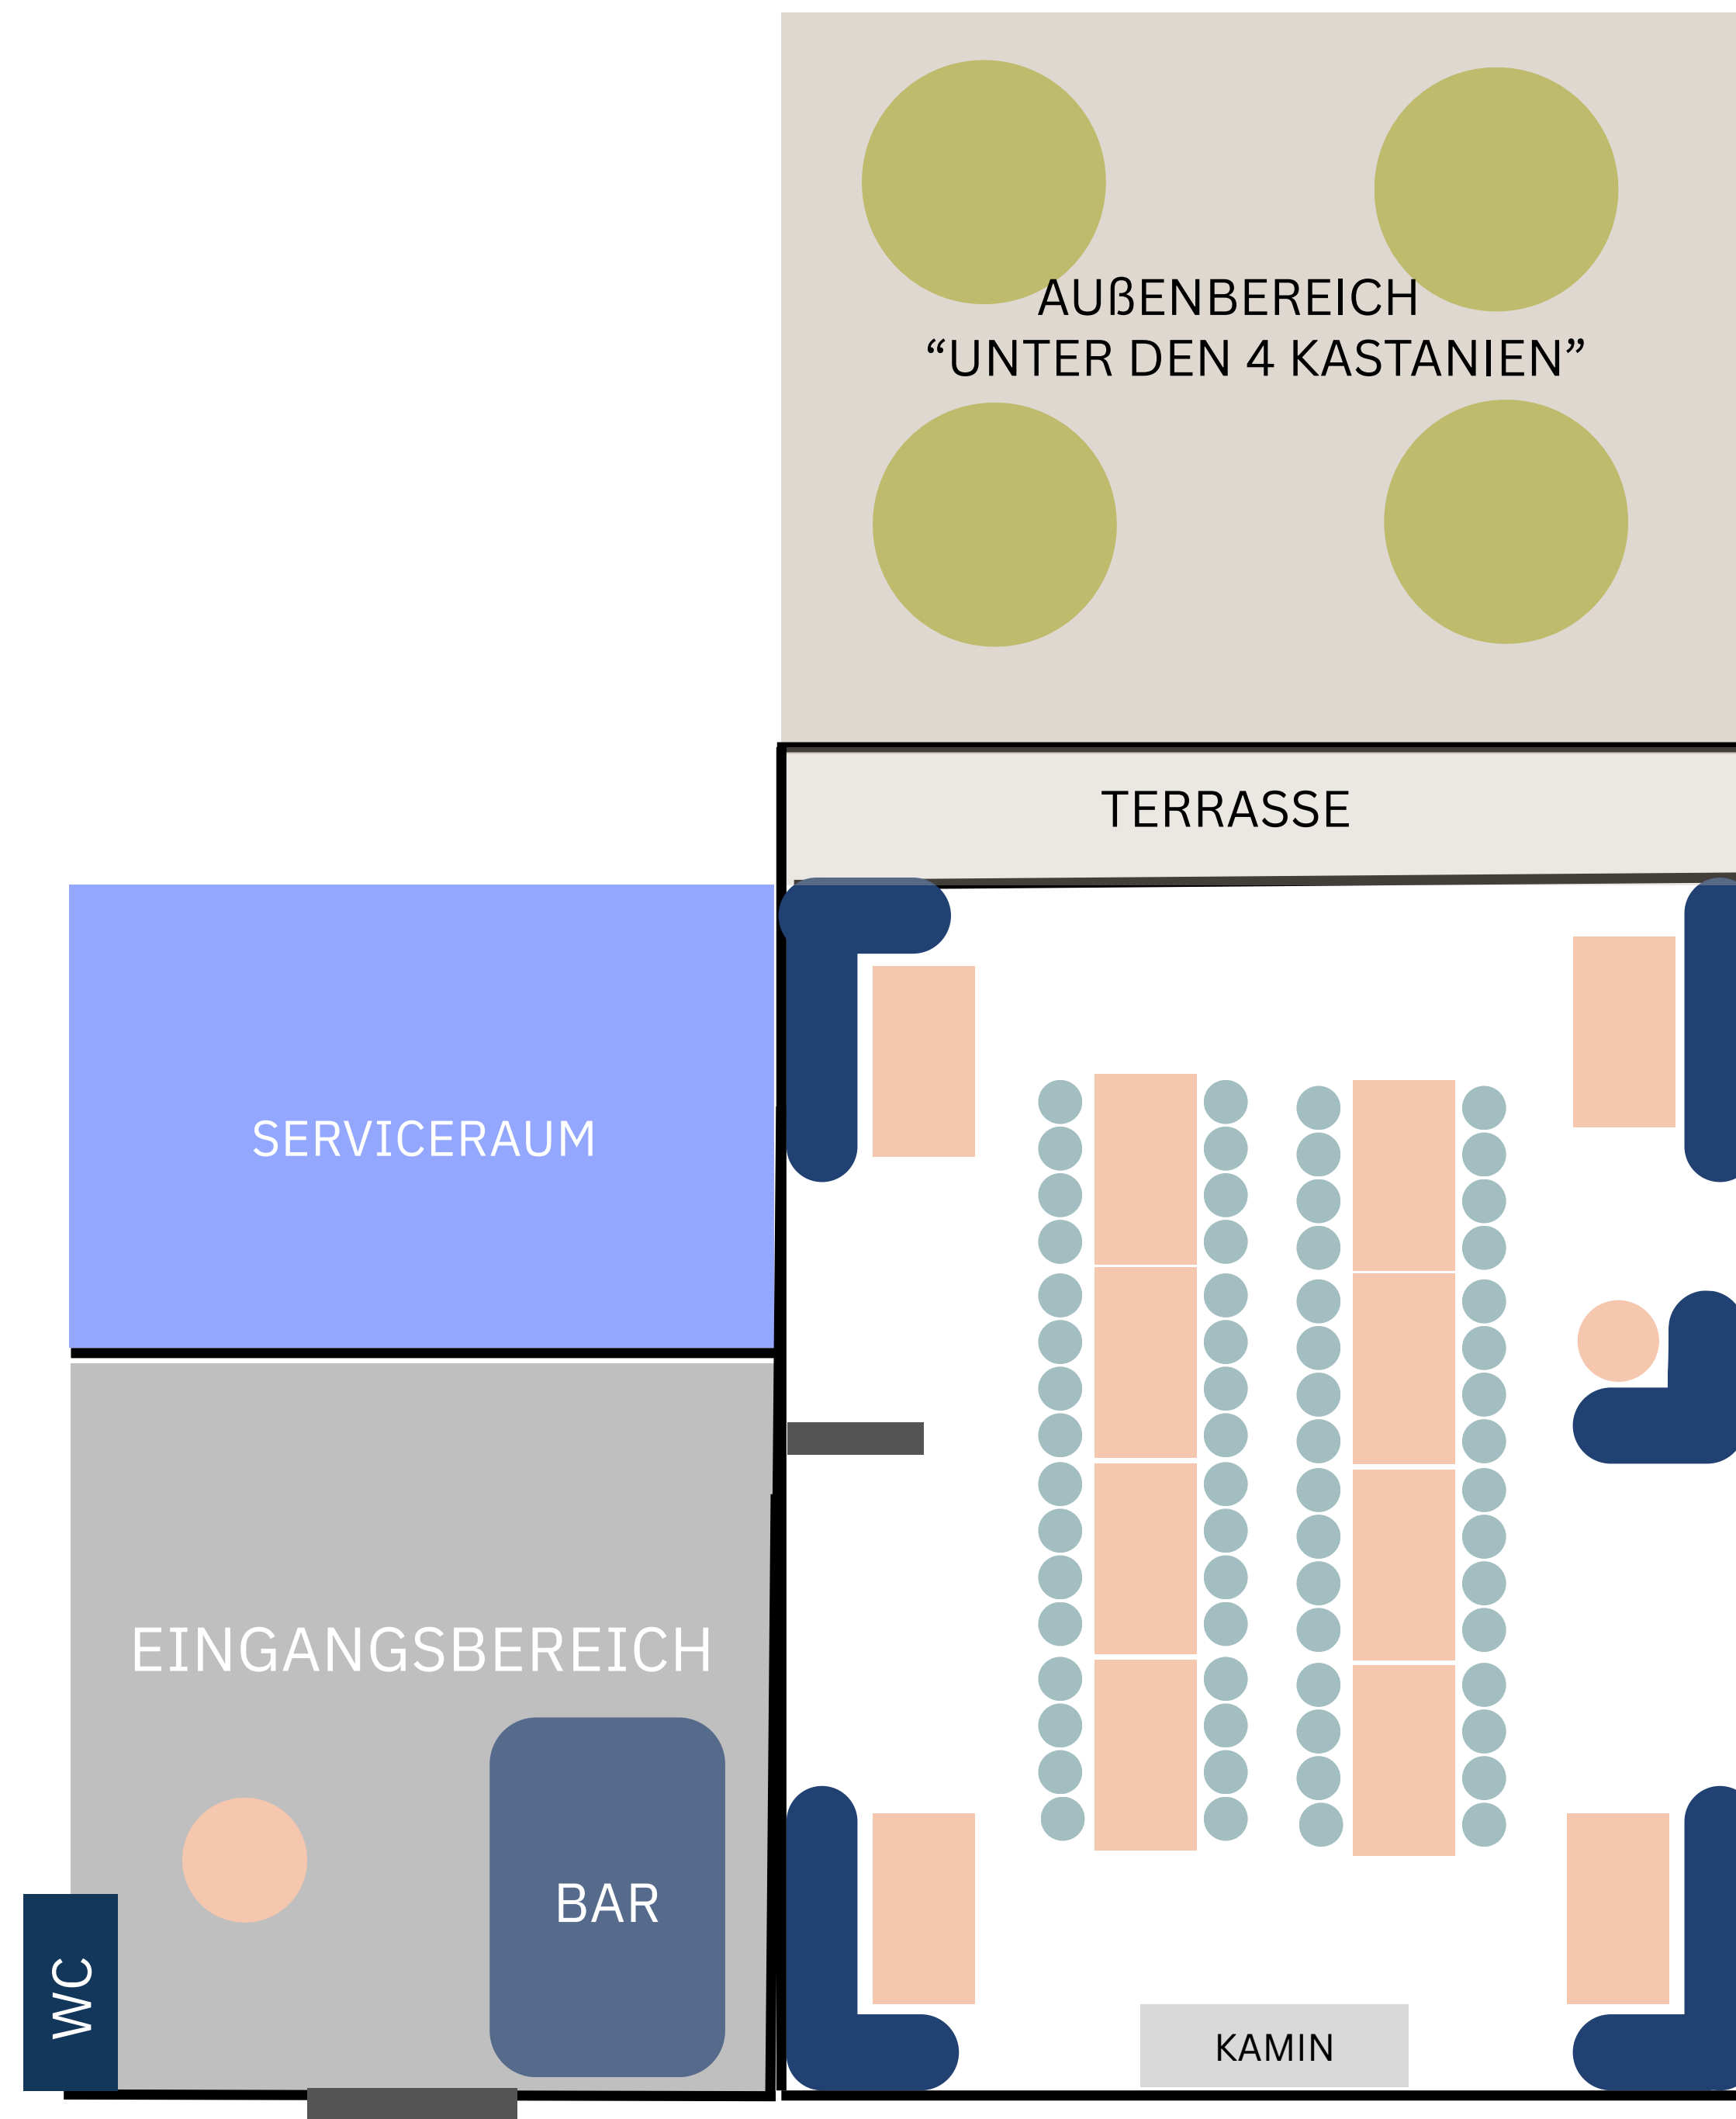 AUßENBEREICH
“UNTER DEN 4 KASTANIEN”
TERRASSE
SERVICERAUM
EINGANGSBEREICH
BAR
WC
KAMIN